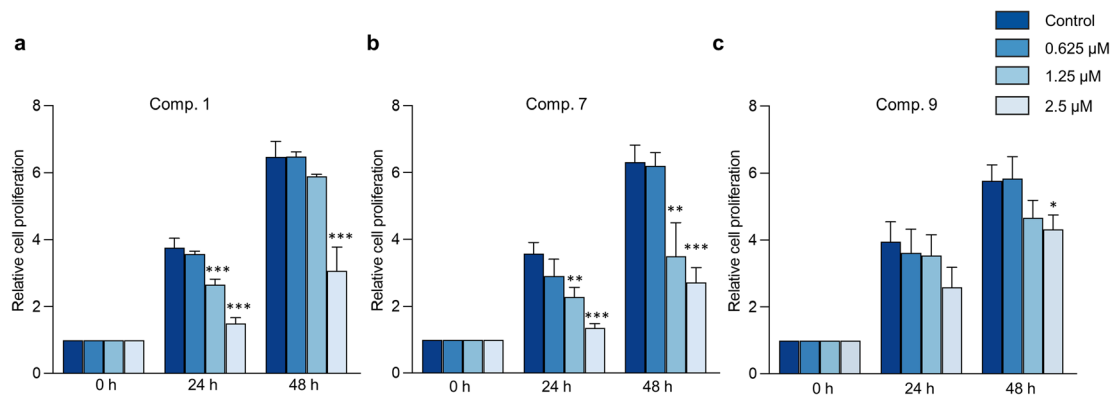 Control
0.625 µM
1.25 µM
2.5 µM
a
Comp. 1
Relative cell proliferation
8
6
4
2
0
***
***
***
0 h
24 h
48 h
b
Comp. 7
Relative cell proliferation
8
6
4
2
0
**
***
**
***
0 h
24 h
48 h
c
Comp. 9
Relative cell proliferation
8
6
4
2
0
*
0 h
24 h
48 h